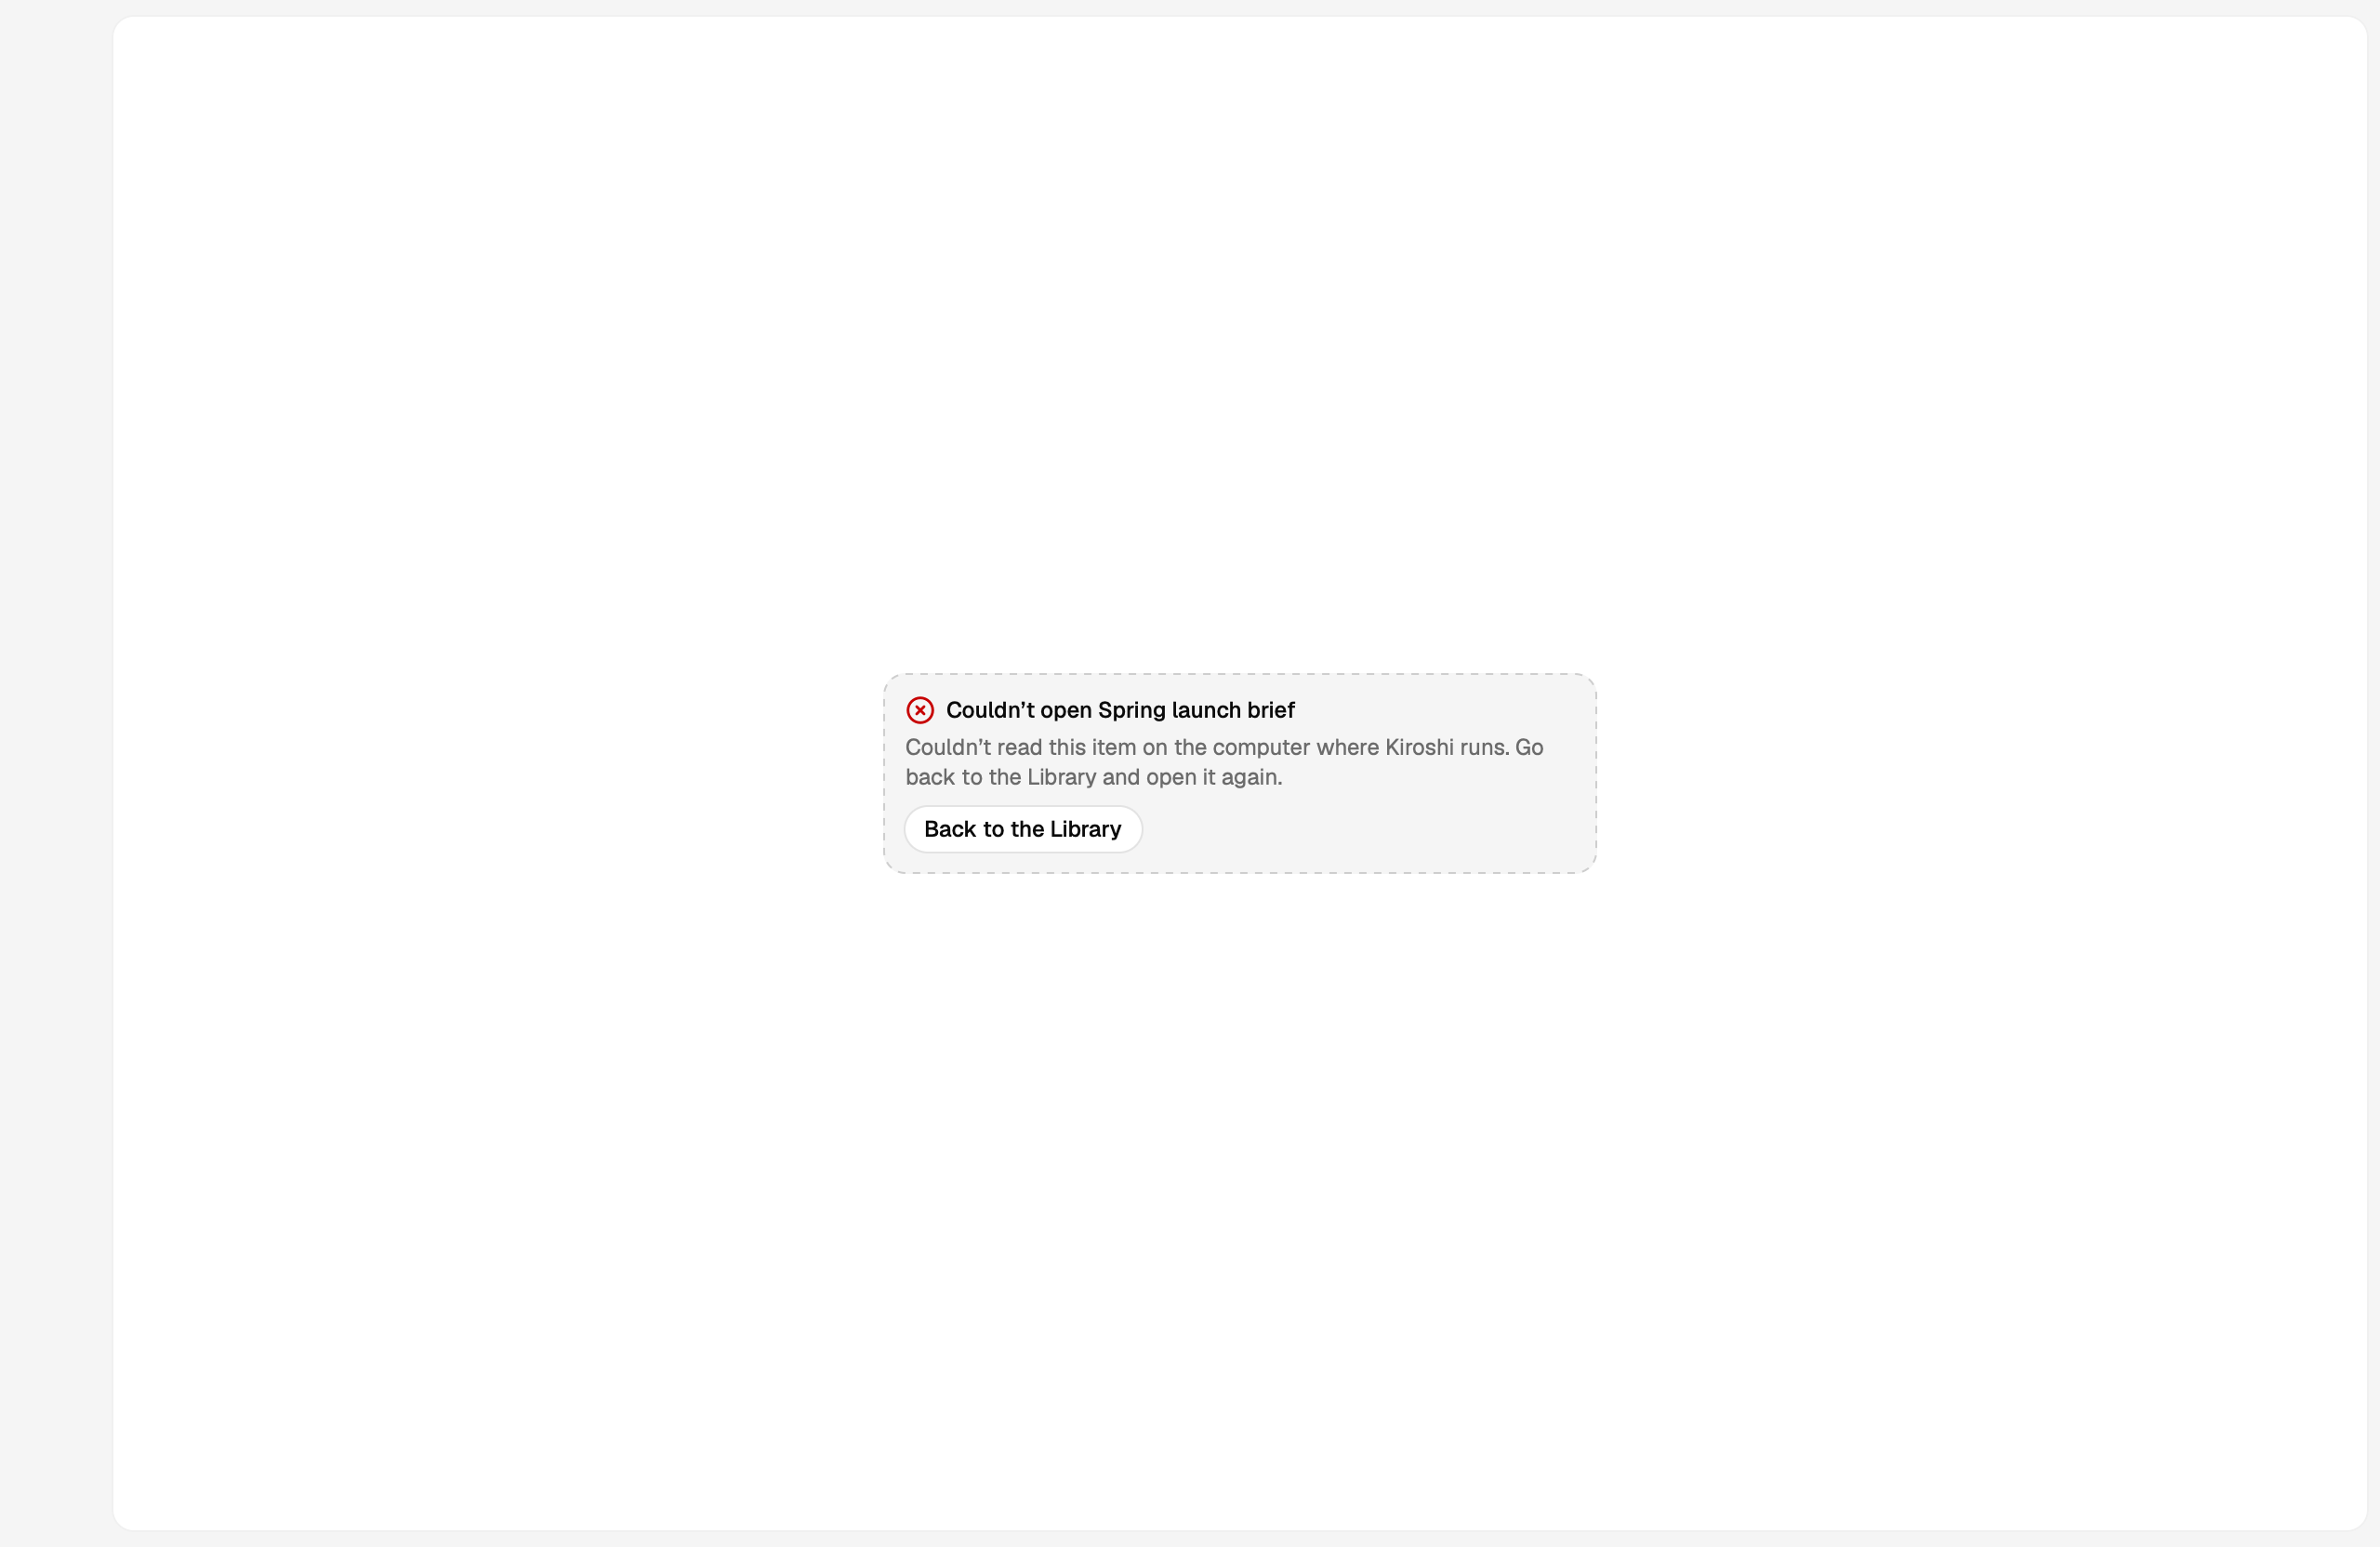 Couldn’t open Spring launch brief
Couldn’t read this item on the computer where Kiroshi runs. Go
back to the Library and open it again.
Back to the Library